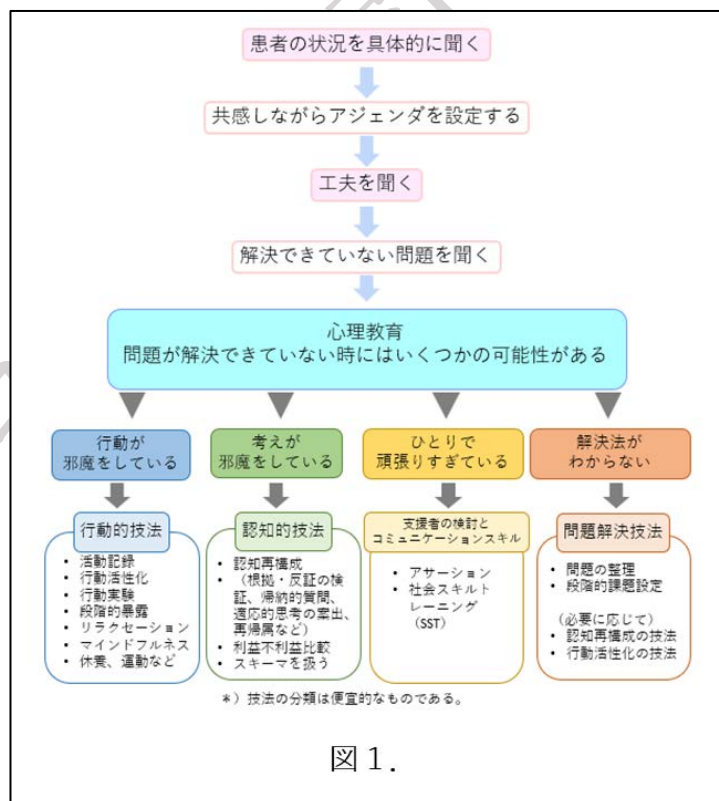 患者の状況を具体的に聞く
共感しながらアジェンダを設定する
工夫を聞く
解決できていない問題を聞く
心理教育
問題が解決できていない時にはいくつかの可能性がある
行動が
邪魔をしている
考えが
邪魔をしている
ひとりで
頑張りすぎている
解決法が
わからない
行動的技法
・活動記録
・行動活性化
・行動実験
・段階的暴露
・リラクセーション
・マインドフルネス
・休養、運動など
認知的技法
・認知再構成
・（根拠・反証の検
証、帰納的質問、
適応的思考の案出、
再帰属など）
・利益不利益比較
・スキーマを扱う
支援者の検討と
コミュニケーションスキル
・アサーション
・社会スキルト
レーニング
（SST）
問題解決技法
・問題の整理
・段階的課題設定
（必要に応じて）
・認知再構成の技法
・行動活性化の技法
＊）技法の分類は便宜的なものである。
図１．